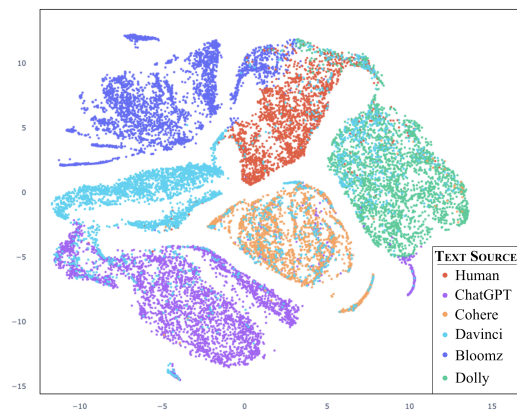 10
5
0
−5
−10
−15
−10
−5
0
5
10
15
TEXT SOURCE
Human
ChatGPT
Cohere
Davinci
Bloomz
Dolly